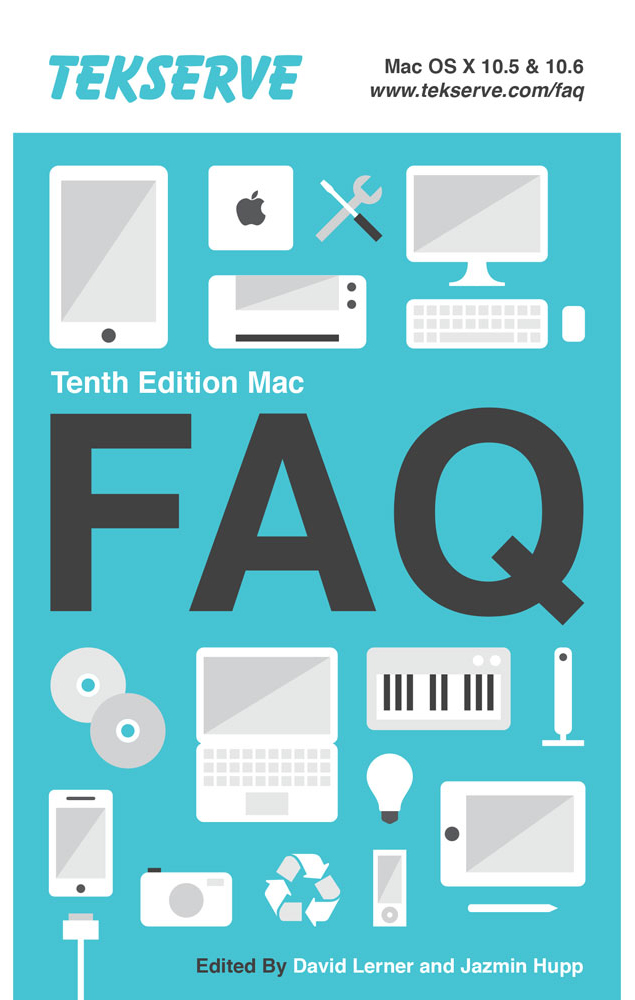 TEKSERVE
Mac OS X 10.5 & 10.6
www.tekserve.com/faq
Tenth Edition Mac
FAQ
Edited By David Lerner and Jazmin Hupp